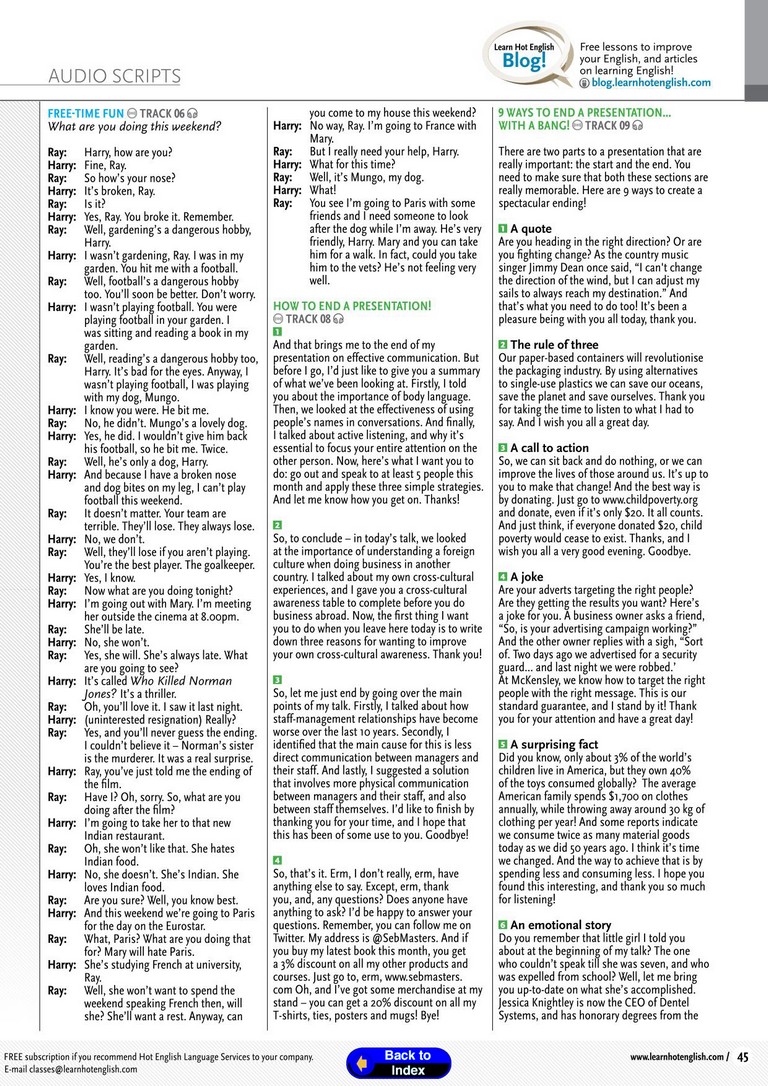 AUDIO SCRIPTS
Learn Hot English
Blog!
Free lessons to improve
your English, and articles
on learning English!
blog.learnhotenglish.com
FREE-TIME FUN TRACK 06
What are you doing this weekend?
Ray: Harry, how are you?
Harry: Fine, Ray.
Ray: So how's your nose?
Harry: It's broken, Ray.
Ray: Is it?
Harry: Yes, Ray. You broke it. Remember.
Ray: Well, gardening's a dangerous hobby,
Harry.
Harry: I wasn't gardening, Ray. I was in my
garden. You hit me with a football.
Ray: Well, football's a dangerous hobby
too. You'll soon be better. Don't worry.
Harry: I wasn't playing football. You were
playing football in your garden. I
was sitting and reading a book in my
garden.
Ray: Well, reading's a dangerous hobby too,
Harry. It's bad for the eyes. Anyway, I
wasn't playing football, I was playing
with my dog, Mungo.
Harry: I know you were. He bit me.
Ray: No, he didn't. Mungo's a lovely dog.
Harry: Yes, he did. I wouldn't give him back
his football, so he bit me. Twice.
Ray: Well, he's only a dog, Harry.
Harry: And because I have a broken nose
and dog bites on my leg, I can't play
football this weekend.
Ray: It doesn't matter. Your team are
terrible. They'll lose. They always lose.
Harry: No, we don't.
Ray: Well, they'll lose if you aren't playing.
You're the best player. The goalkeeper.
Harry: Yes, I know.
Ray: Now what are you doing tonight?
Harry: I'm going out with Mary. I'm meeting
her outside the cinema at 8.00pm.
Ray: She'll be late.
Harry: No, she won't.
Ray: Yes, she will. She's always late. What
are you going to see?
Harry: It's called Who Killed Norman
Jones? It's a thriller.
Ray: Oh, you'll love it. I saw it last night.
Harry: (uninterested resignation) Really?
Ray: Yes, and you'll never guess the ending.
I couldn't believe it – Norman's sister
is the murderer. It was a real surprise.
Harry: Ray, you've just told me the ending of
the film.
Ray: Have I? Oh, sorry. So, what are you
doing after the film?
Harry: I'm going to take her to that new
Indian restaurant.
Ray: Oh, she won't like that. She hates
Indian food.
Harry: No, she doesn't. She's Indian. She
loves Indian food.
Ray: Are you sure? Well, you know best.
Harry: And this weekend we're going to Paris
for the day on the Eurostar.
Ray: What, Paris? What are you doing that
for? Mary will hate Paris.
Harry: She's studying French at university,
Ray.
Ray: Well, she won't want to spend the
weekend speaking French then, will
she? She'll want a rest. Anyway, can
you come to my house this weekend?
Harry: No way, Ray. I'm going to France with
Mary.
Ray: But I really need your help, Harry.
Harry: What for this time?
Ray: Well, it's Mungo, my dog.
Harry: What!
Ray: You see I'm going to Paris with some
friends and I need someone to look
after the dog while I'm away. He's very
friendly, Harry. Mary and you can take
him for a walk. In fact, could you take
him to the vets? He's not feeling very
well.
HOW TO END A PRESENTATION!
TRACK 08
1
And that brings me to the end of my
presentation on effective communication. But
before I go, I'd just like to give you a summary
of what we've been looking at. Firstly, I told
you about the importance of body language.
Then, we looked at the effectiveness of using
people's names in conversations. And finally,
I talked about active listening, and why it's
essential to focus your entire attention on the
other person. Now, here's what I want you to
do: go out and speak to at least 5 people this
month and apply these three simple strategies.
And let me know how you get on. Thanks!
2
So, to conclude – in today's talk, we looked
at the importance of understanding a foreign
culture when doing business in another
country. I talked about my own cross-cultural
experiences, and I gave you a cross-cultural
awareness table to complete before you do
business abroad. Now, the first thing I want
you to do when you leave here today is to write
down three reasons for wanting to improve
your own cross-cultural awareness. Thank you!
3
So, let me just end by going over the main
points of my talk. Firstly, I talked about how
staff-management relationships have become
worse over the last 10 years. Secondly, I
identified that the main cause for this is less
direct communication between managers and
their staff. And lastly, I suggested a solution
that involves more physical communication
between managers and their staff, and also
between staff themselves. I'd like to finish by
thanking you for your time, and I hope that
this has been of some use to you. Goodbye!
4
So, that's it. Erm, I don't really, erm, have
anything else to say. Except, erm, thank
you, and, any questions? Does anyone have
anything to ask? I'd be happy to answer your
questions. Remember, you can follow me on
Twitter. My address is @SebMasters. And if
you buy my latest book this month, you get
a 3% discount on all my other products and
courses. Just go to, erm, www.sebmasters.
com Oh, and I've got some merchandise at my
stand – you can get a 20% discount on all my
T-shirts, ties, posters and mugs! Bye!
9 WAYS TO END A PRESENTATION...
WITH A BANG! TRACK 09
There are two parts to a presentation that are
really important: the start and the end. You
need to make sure that both these sections are
really memorable. Here are 9 ways to create a
spectacular ending!
1 A quote
Are you heading in the right direction? Or are
you fighting change? As the country music
singer Jimmy Dean once said, “I can't change
the direction of the wind, but I can adjust my
sails to always reach my destination.” And
that's what you need to do too! It's been a
pleasure being with you all today, thank you.
2 The rule of three
Our paper-based containers will revolutionise
the packaging industry. By using alternatives
to single-use plastics we can save our oceans,
save the planet and save ourselves. Thank you
for taking the time to listen to what I had to
say. And I wish you all a great day.
3 A call to action
So, we can sit back and do nothing, or we can
improve the lives of those around us. It's up to
you to make that change! And the best way is
by donating. Just go to www.childpoverty.org
and donate, even if it's only $20. It all counts.
And just think, if everyone donated $20, child
poverty would cease to exist. Thanks, and I
wish you all a very good evening. Goodbye.
4 A joke
Are your adverts targeting the right people?
Are they getting the results you want? Here's
a joke for you. A business owner asks a friend,
“So, is your advertising campaign working?”
And the other owner replies with a sigh, “Sort
of. Two days ago we advertised for a security
guard... and last night we were robbed.’
At McKensley, we know how to target the right
people with the right message. This is our
standard guarantee, and I stand by it! Thank
you for your attention and have a great day!
5 A surprising fact
Did you know, only about 3% of the world's
children live in America, but they own 40%
of the toys consumed globally? The average
American family spends $1,700 on clothes
annually, while throwing away around 30 kg of
clothing per year! And some reports indicate
we consume twice as many material goods
today as we did 50 years ago. I think it's time
we changed. And the way to achieve that is by
spending less and consuming less. I hope you
found this interesting, and thank you so much
for listening!
6 An emotional story
Do you remember that little girl I told you
about at the beginning of my talk? The one
who couldn't speak till she was seven, and who
was expelled from school? Well, let me bring
you up-to-date on what she's accomplished.
Jessica Knightley is now the CEO of Dentel
Systems, and has honorary degrees from the
FREE subscription if you recommend Hot English Language Services to your company.
E-mail classes@learnhotenglish.com
Back to
Index
www.learnhotenglish.com / 45